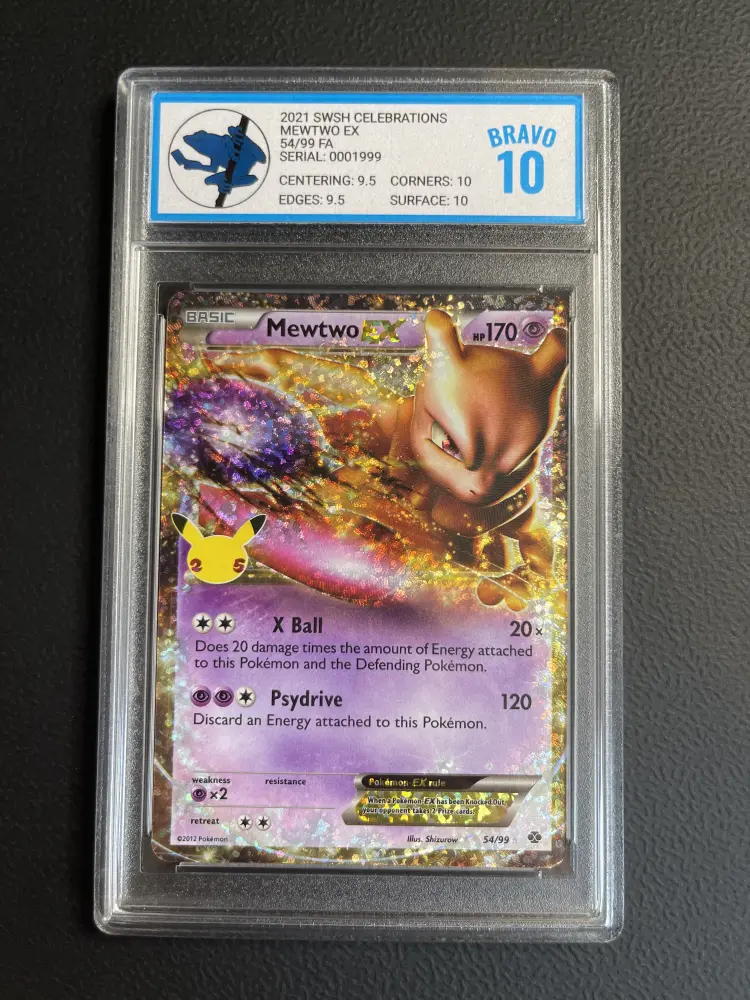 2021 SWSH CELEBRATIONS
MEWTWO EX
54/99 FA
SERIAL: 0001999
CENTERING: 9.5 CORNERS: 10
EDGES: 9.5 SURFACE: 10
BRAVO
10
BASIC
Mewtwo EX
HP170
25
X Ball 20x
Does 20 damage times the amount of Energy attached
to this Pokémon and the Defending Pokémon.
Psydrive 120
Discard an Energy attached to this Pokémon.
weakness resistance
×2
Pokémon-EX rule
When a Pokémon-EX has been Knocked Out,
your opponent takes 2 Prize cards.
retreat
©2012 Pokémon
Illus. Shizurow
54/99